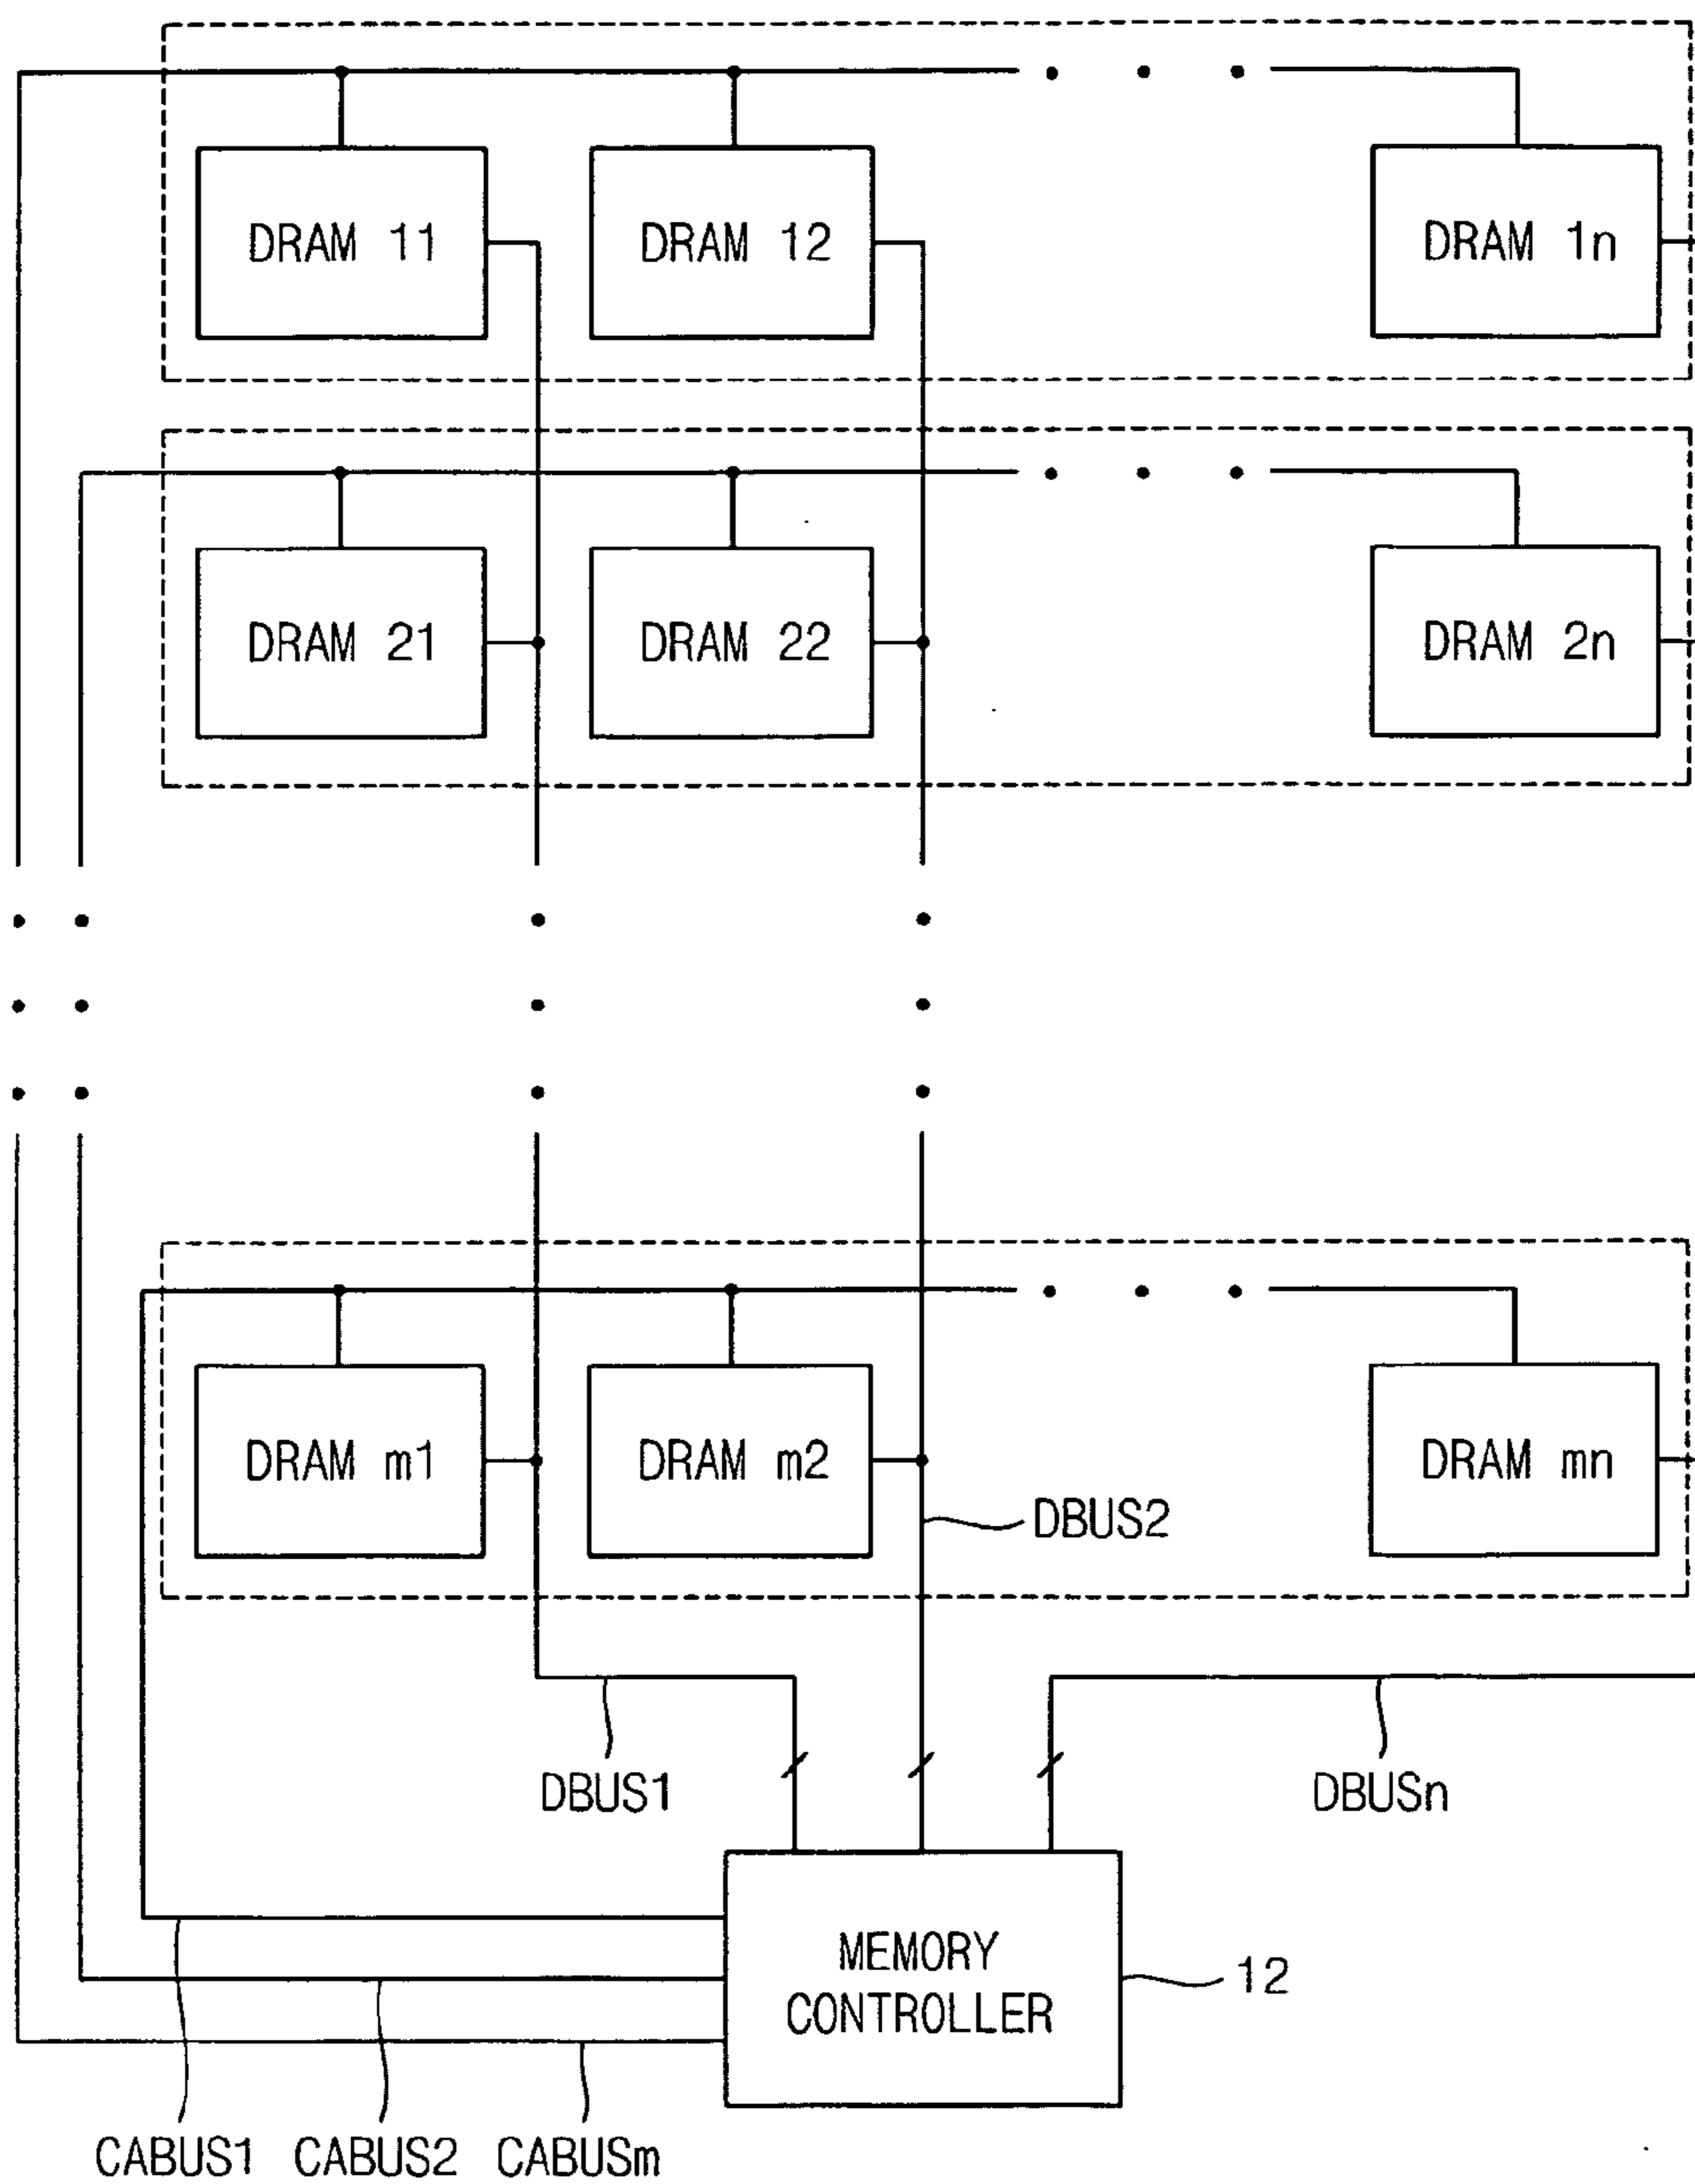 DRAM 11
DRAM 12
DRAM 1n
DRAM 21
DRAM 22
DRAM 2n
DRAM m1
DRAM m2
DRAM mn
DBUS2
DBUS1
DBUSn
MEMORY
CONTROLLER
12
CABUS1
CABUS2
CABUSm